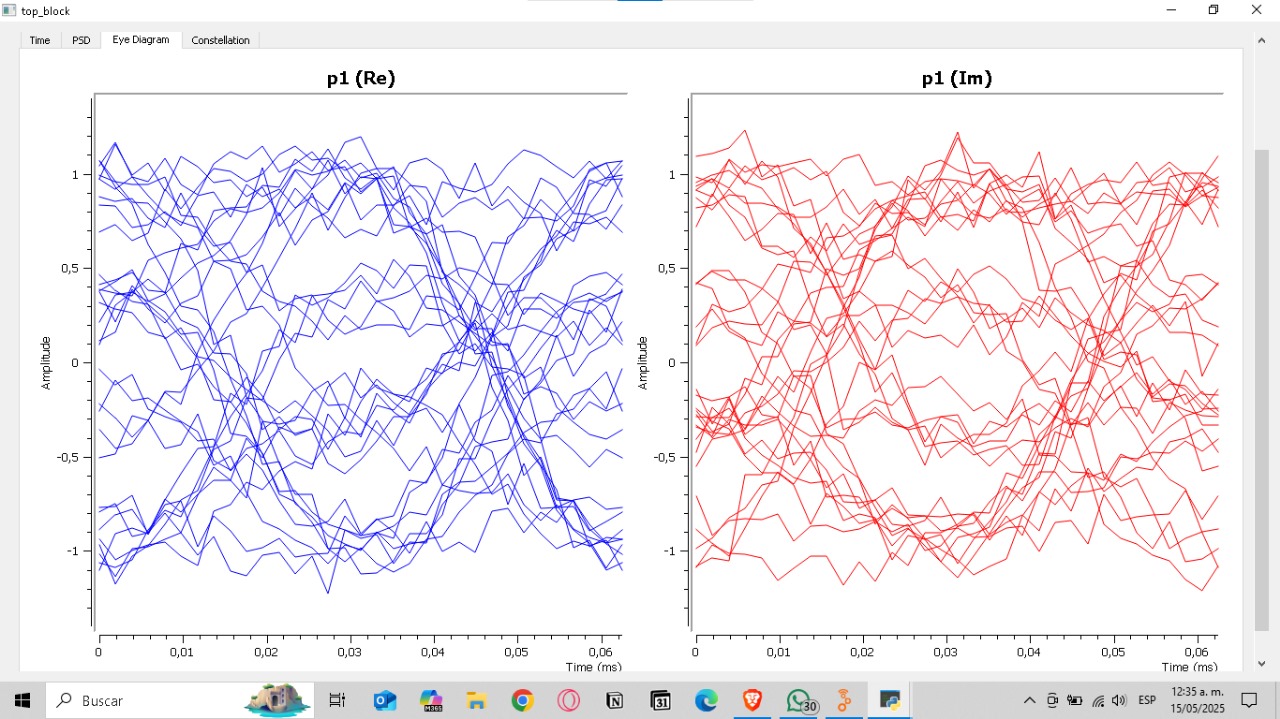 top_block
Time PSD Eye Diagram Constellation
p1 (Re)
1
0,5
0
-0,5
-1
Amplitude
0 0,01 0,02 0,03 0,04 0,05 0,06
Time (ms)
p1 (Im)
1
0,5
0
-0,5
-1
Amplitude
0 0,01 0,02 0,03 0,04 0,05 0,06
Time (ms)
Buscar
M365
31
30
ESP
12:35 a. m.
15/05/2025